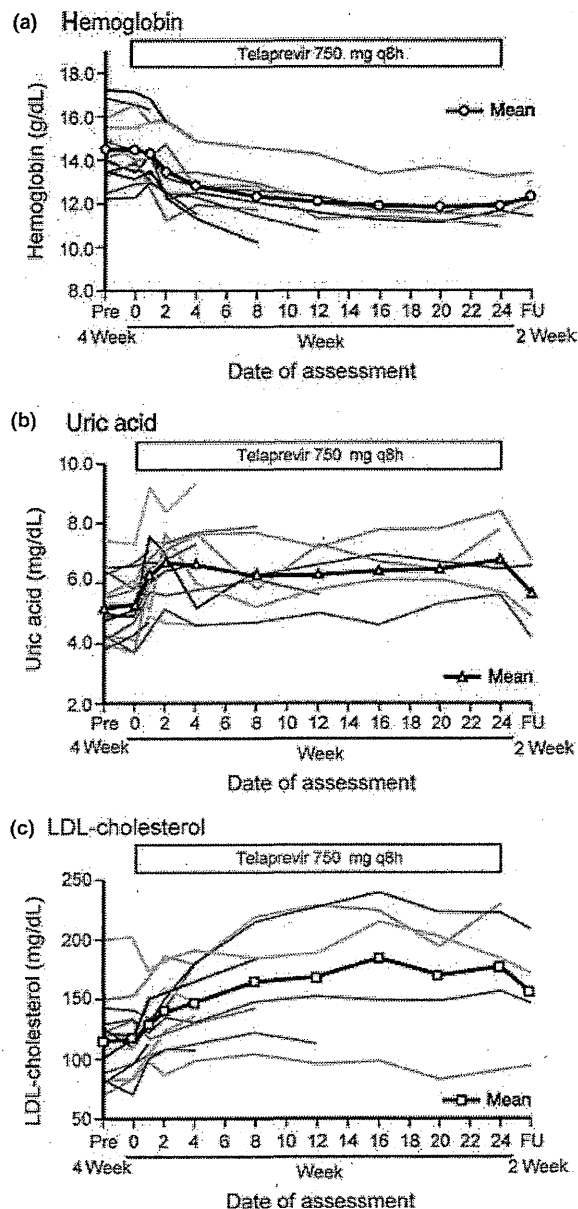 (a) Hemoglobin
Telaprevir 750 mg q8h
18.0
16.0
14.0
12.0
10.0
8.0
Hemoglobin (g/dL)
Mean
Pre 0 2 4 6 8 10 12 14 16 18 20 22 24 FU
4 Week Week 2 Week
Date of assessment
(b) Uric acid
Telaprevir 750 mg q8h
10.0
8.0
6.0
4.0
2.0
Uric acid (mg/dL)
Mean
Pre 0 2 4 6 8 10 12 14 16 18 20 22 24 FU
4 Week Week 2 Week
Date of assessment
(c) LDL-cholesterol
Telaprevir 750 mg q8h
250
200
150
100
50
LDL-cholesterol (mg/dL)
Mean
Pre 0 2 4 6 8 10 12 14 16 18 20 22 24 FU
4 Week Week 2 Week
Date of assessment